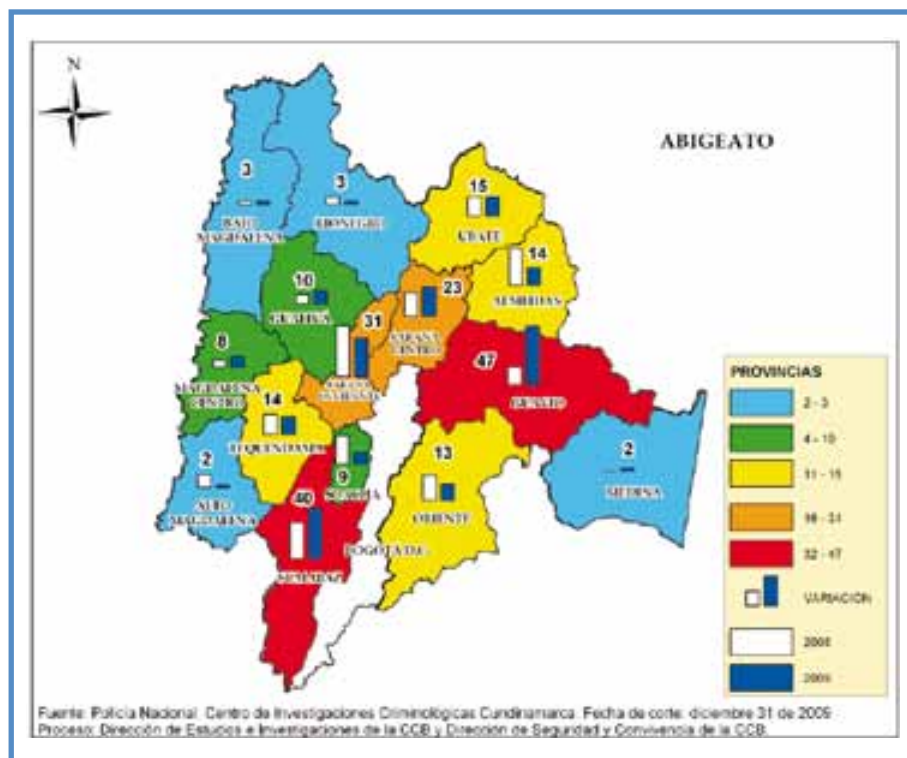 N
ABIGEATO
3
BAJO
MAGDALENA
3
RIONEGRO
15
UBATE
14
ALMEIDAS
10
GUALIVA
31
SABANA
OCCIDENTE
23
SABANA
CENTRO
8
MAGDALENA
CENTRO
47
GUAVIO
14
TEQUENDAMA
2
ALTO
MAGDALENA
9
SOACHA
13
ORIENTE
2
MEDINA
40
SUMAPAZ
BOGOTA D.C
PROVINCIAS
2 - 3
4 - 10
11 - 15
16 - 31
32 - 47
VARIACIÓN
2008
2009
Fuente: Policía Nacional, Centro de Investigaciones Criminológicas Cundinamarca. Fecha de corte: diciembre 31 de 2009
Proceso: Dirección de Estudios e Investigaciones de la CCB y Dirección de Seguridad y Convivencia de la CCB.